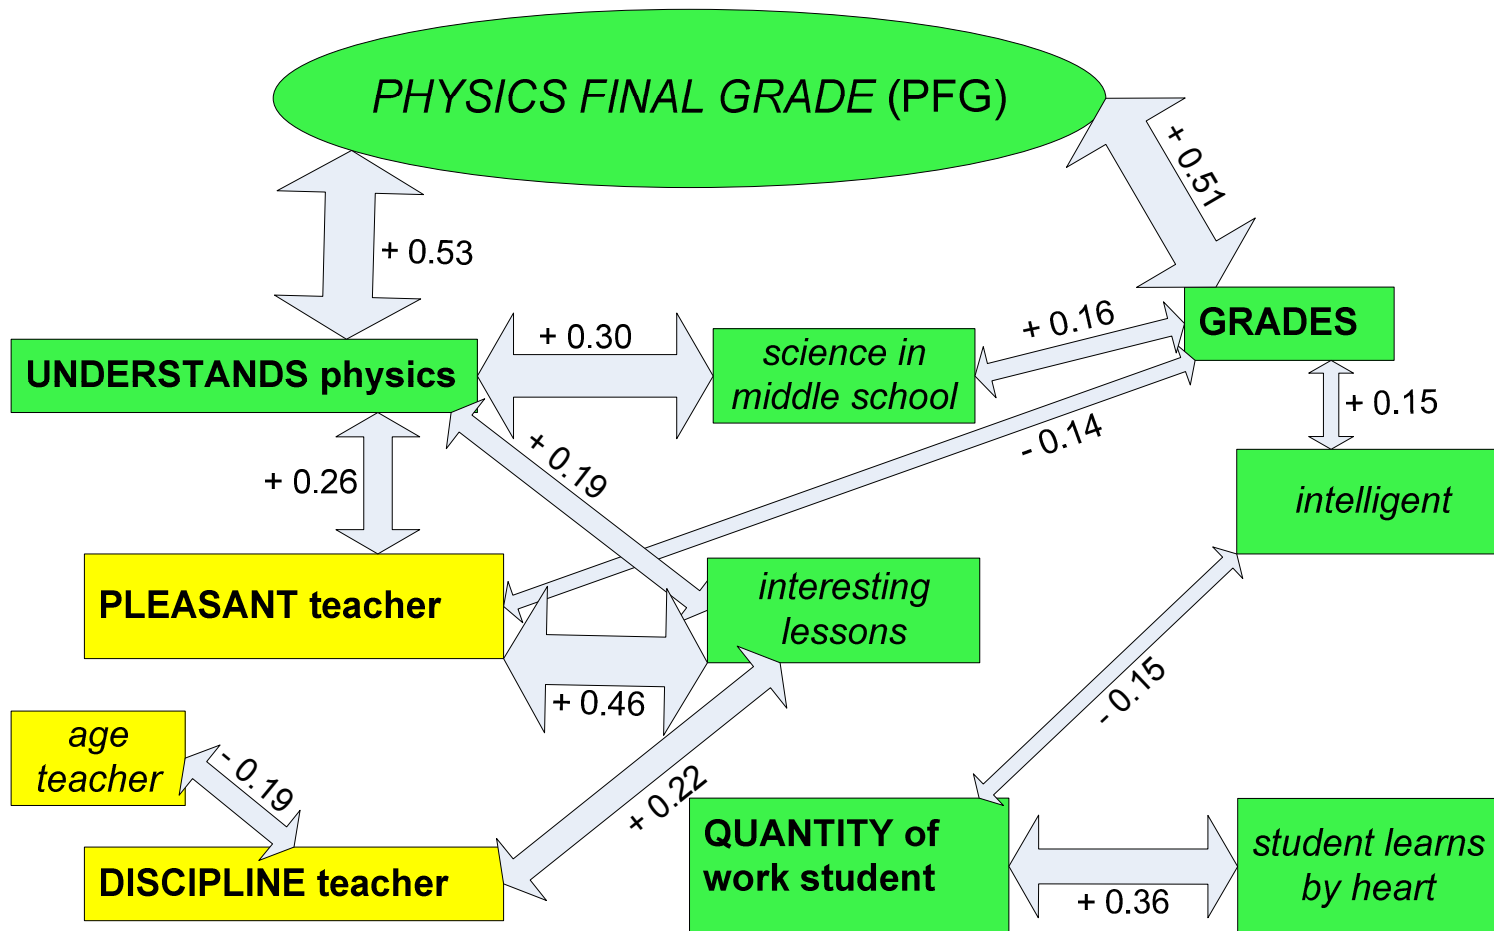 PHYSICS FINAL GRADE (PFG)
+ 0.51
+ 0.53
GRADES
+ 0.16
+ 0.30
science in
middle school
UNDERSTANDS physics
+ 0.15
- 0.14
+ 0.19
+ 0.26
intelligent
PLEASANT teacher
interesting
lessons
+ 0.46
- 0.15
age
teacher
- 0.19
+ 0.22
DISCIPLINE teacher
QUANTITY of
work student
+ 0.36
student learns
by heart